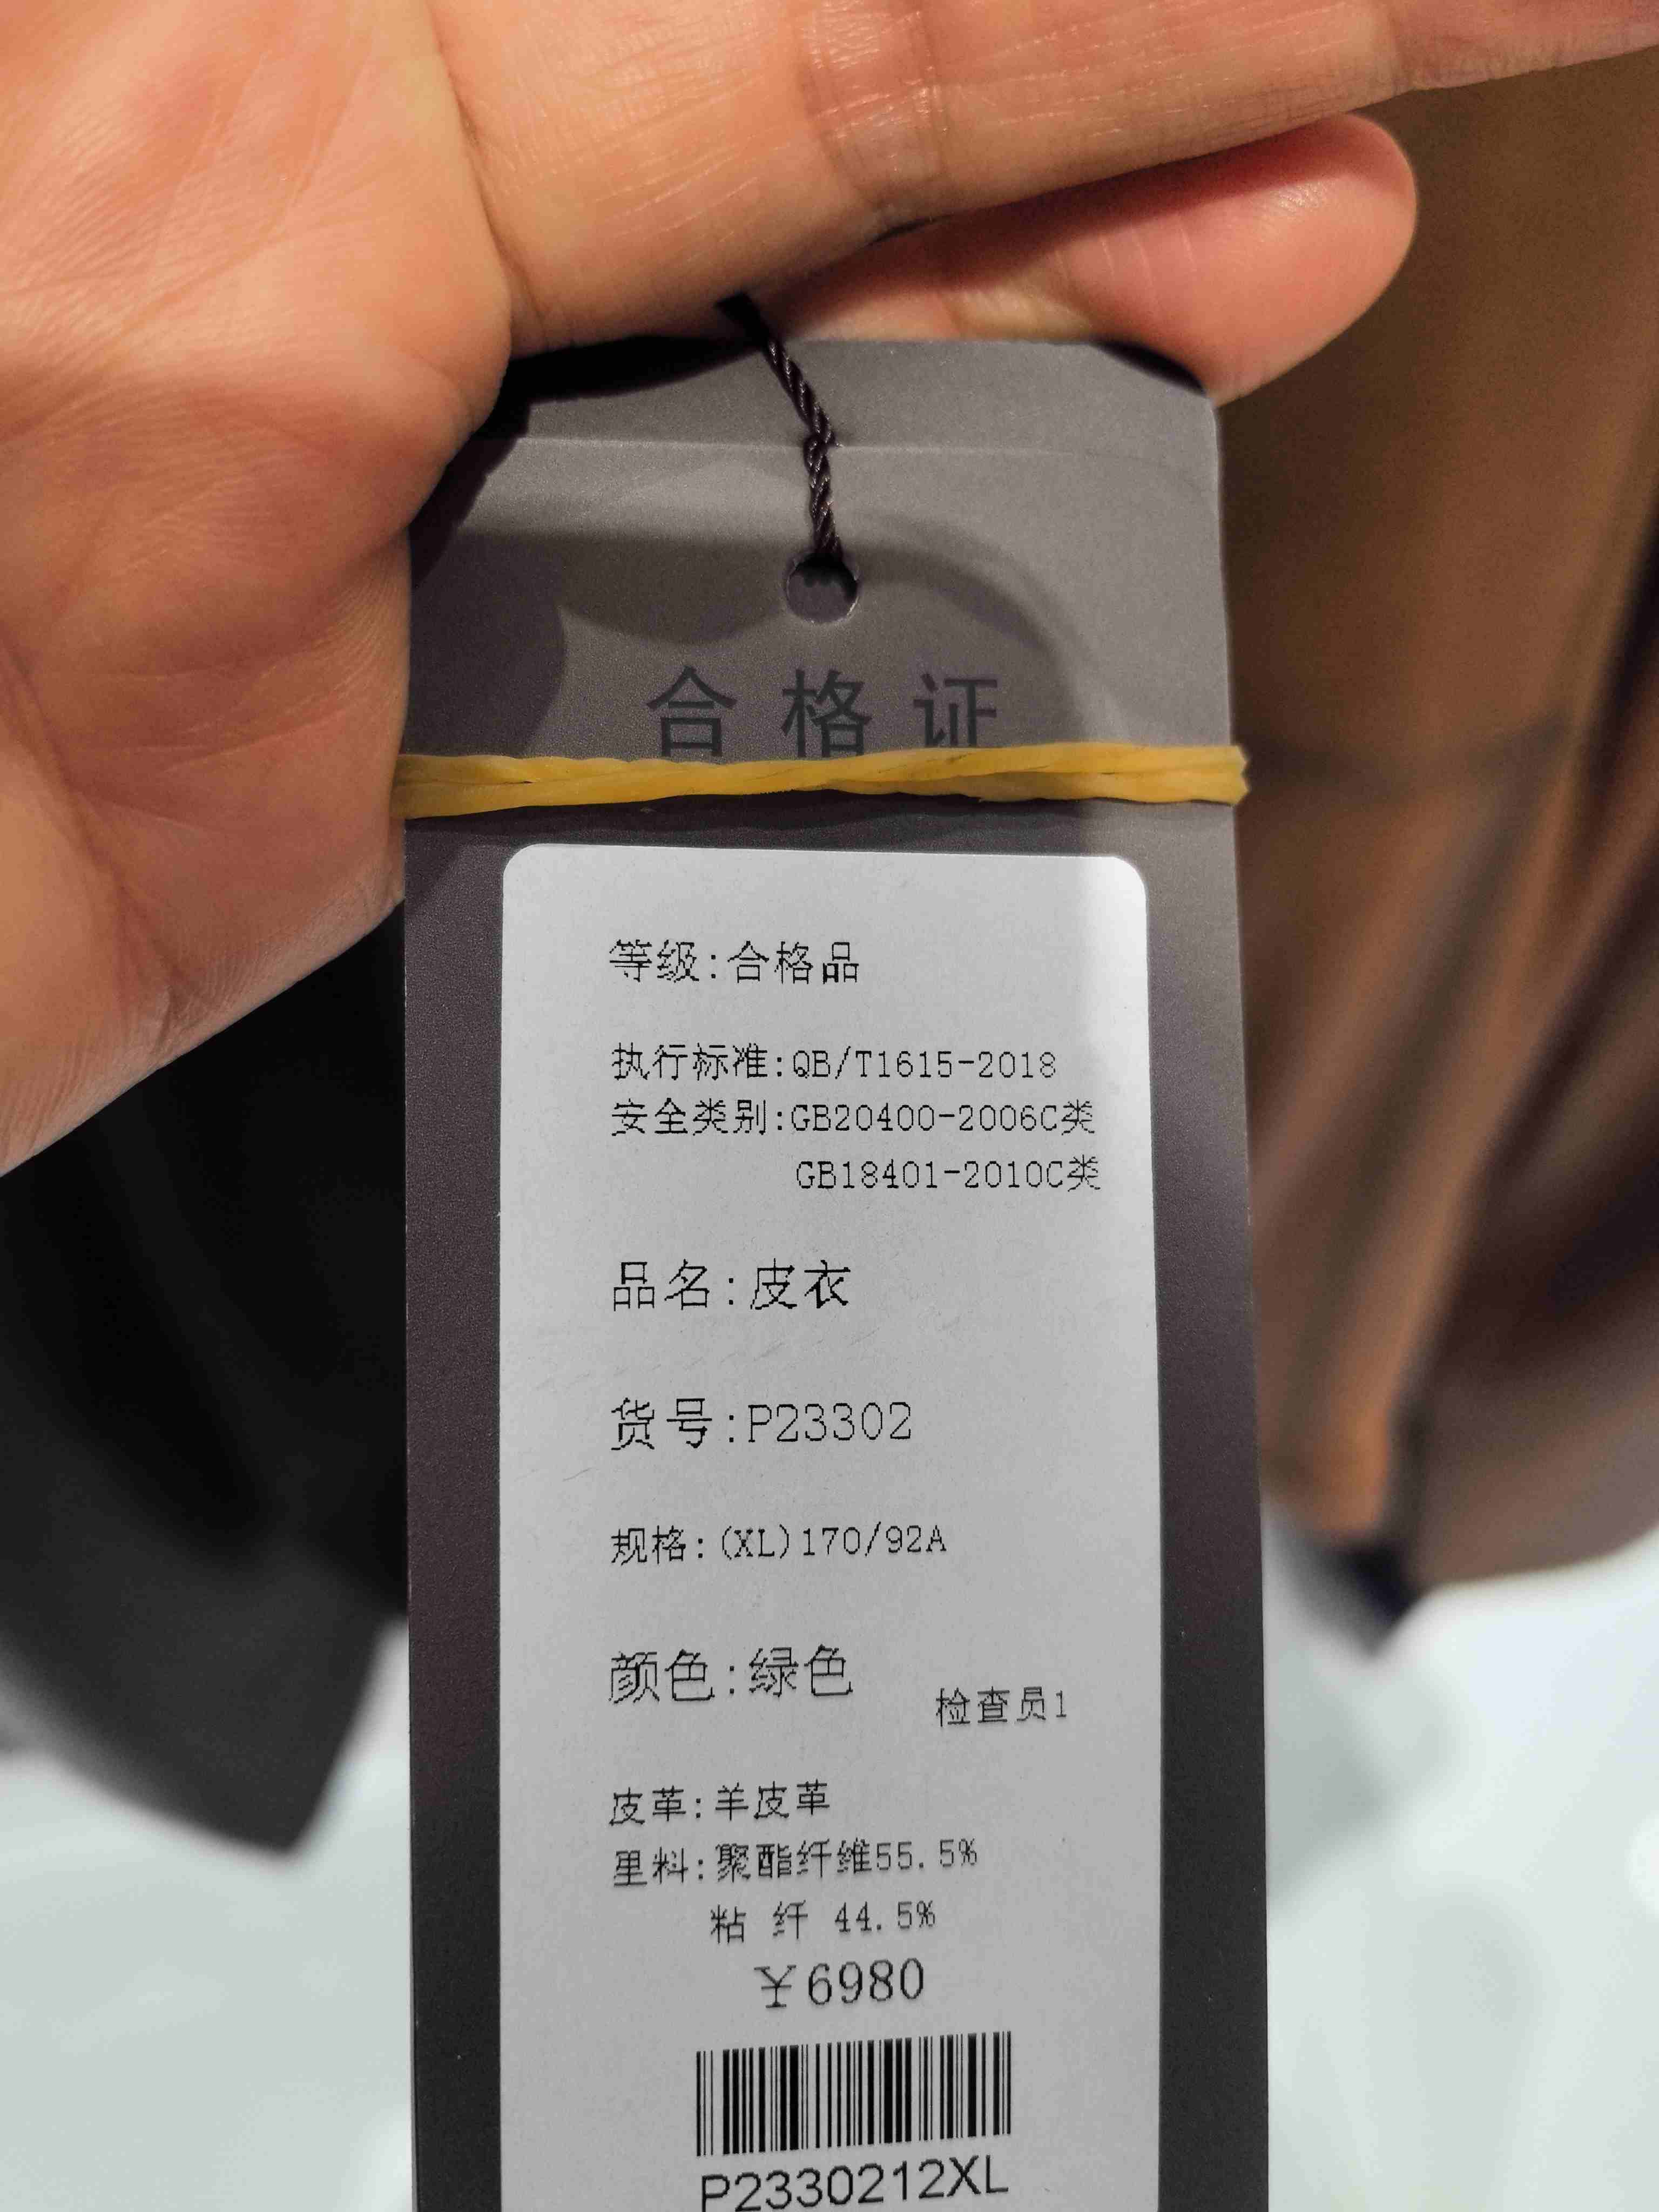 合格证
等级:合格品
执行标准:QB/T1615-2018
安全类别:GB20400-2006C类
GB18401-2010C类
品名:皮衣
货号:P23302
规格:(XL)170/92A
颜色:绿色
检查员1
皮革:羊皮革
里料:聚酯纤维55.5%
粘 纤 44.5%
¥6980
P2330212XL